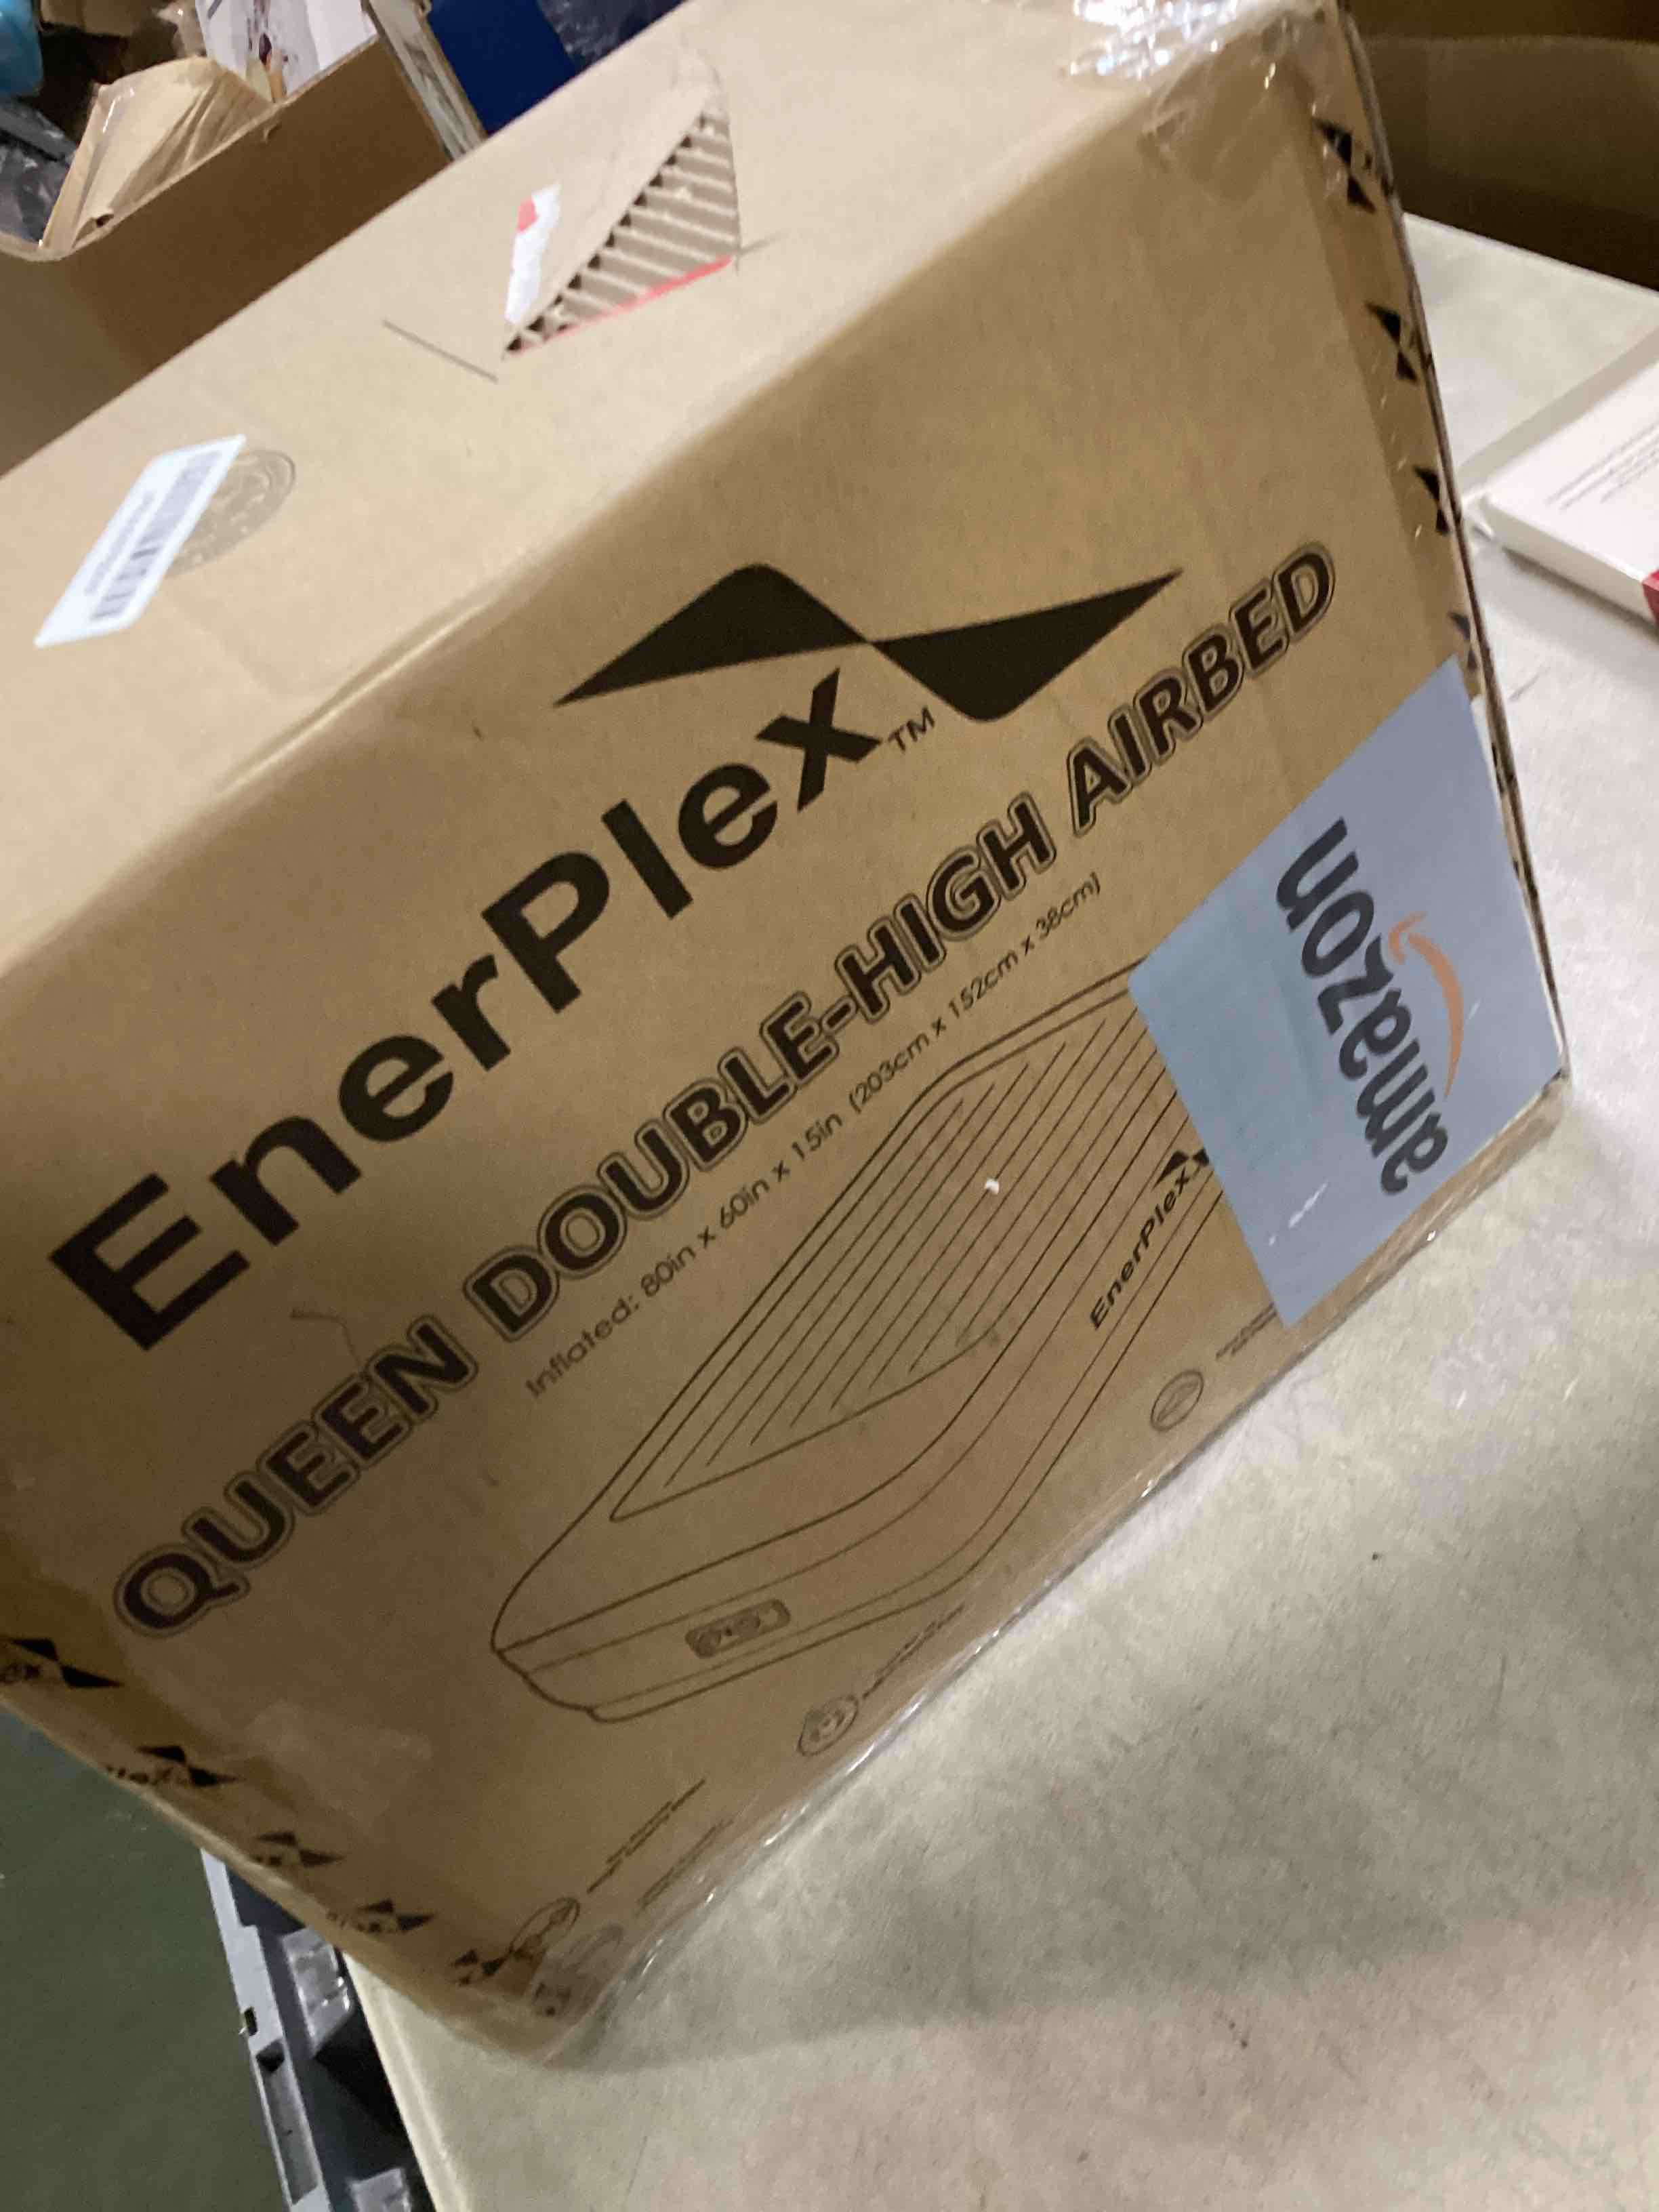 EnerPlex™
QUEEN DOUBLE-HIGH AIRBED
Inflated: 80in x 60in x 15in (203cm x 152cm x 38cm)
EnerPlex
amazon